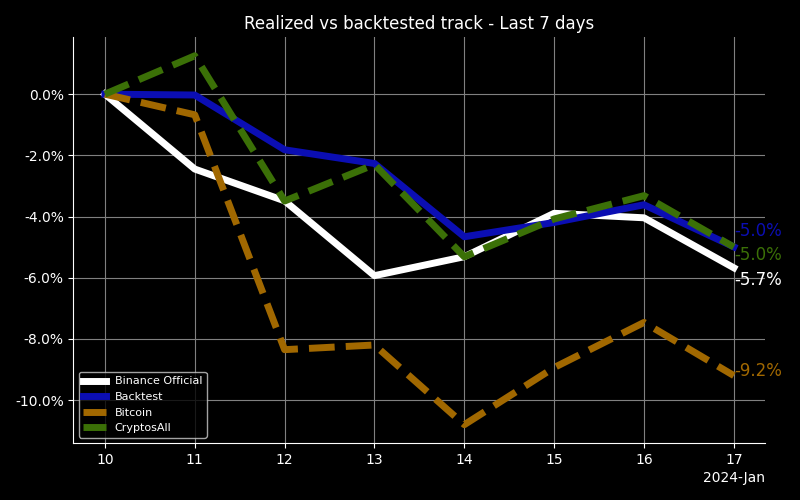 Realized vs backtested track - Last 7 days
0.0%
-2.0%
-4.0%
-6.0%
-8.0%
-10.0%
-5.0%
-5.0%
-5.7%
-9.2%
Binance Official
Backtest
Bitcoin
CryptosAll
10 11 12 13 14 15 16 17
2024-Jan